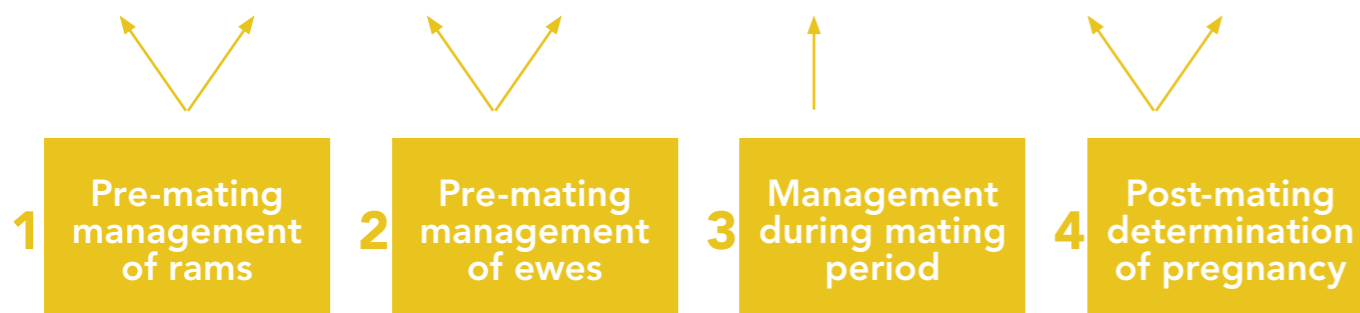 1
Pre-mating
management
of rams
2
Pre-mating
management
of ewes
3
Management
during mating
period
4
Post-mating
determination
of pregnancy